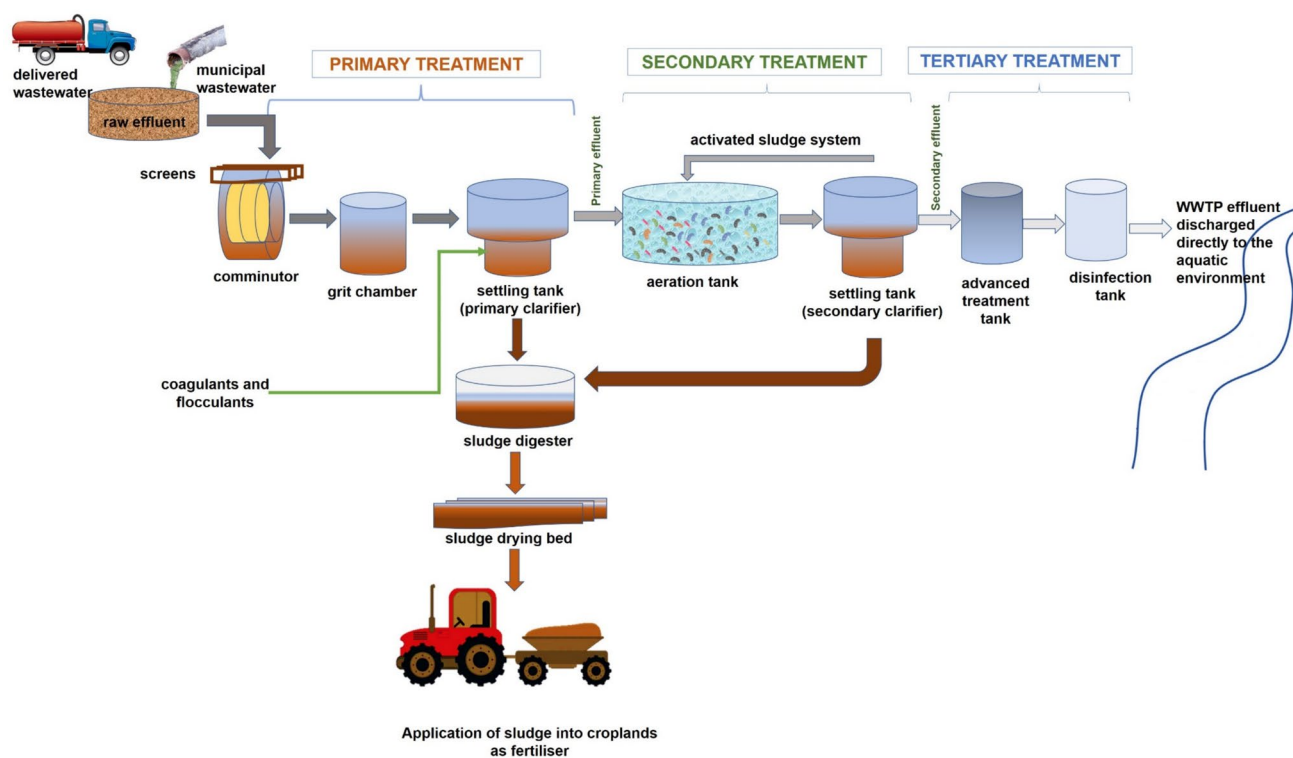 delivered
wastewater
municipal
wastewater
raw effluent
PRIMARY TREATMENT
SECONDARY TREATMENT
TERTIARY TREATMENT
screens
comminutor
grit chamber
settling tank
(primary clarifier)
Primary effluent
activated sludge system
aeration tank
settling tank
(secondary clarifier)
Secondary effluent
advanced
treatment
tank
disinfection
tank
WWTP effluent
discharged
directly to the
aquatic
environment
coagulants and
flocculants
sludge digester
sludge drying bed
Application of sludge into croplands
as fertiliser